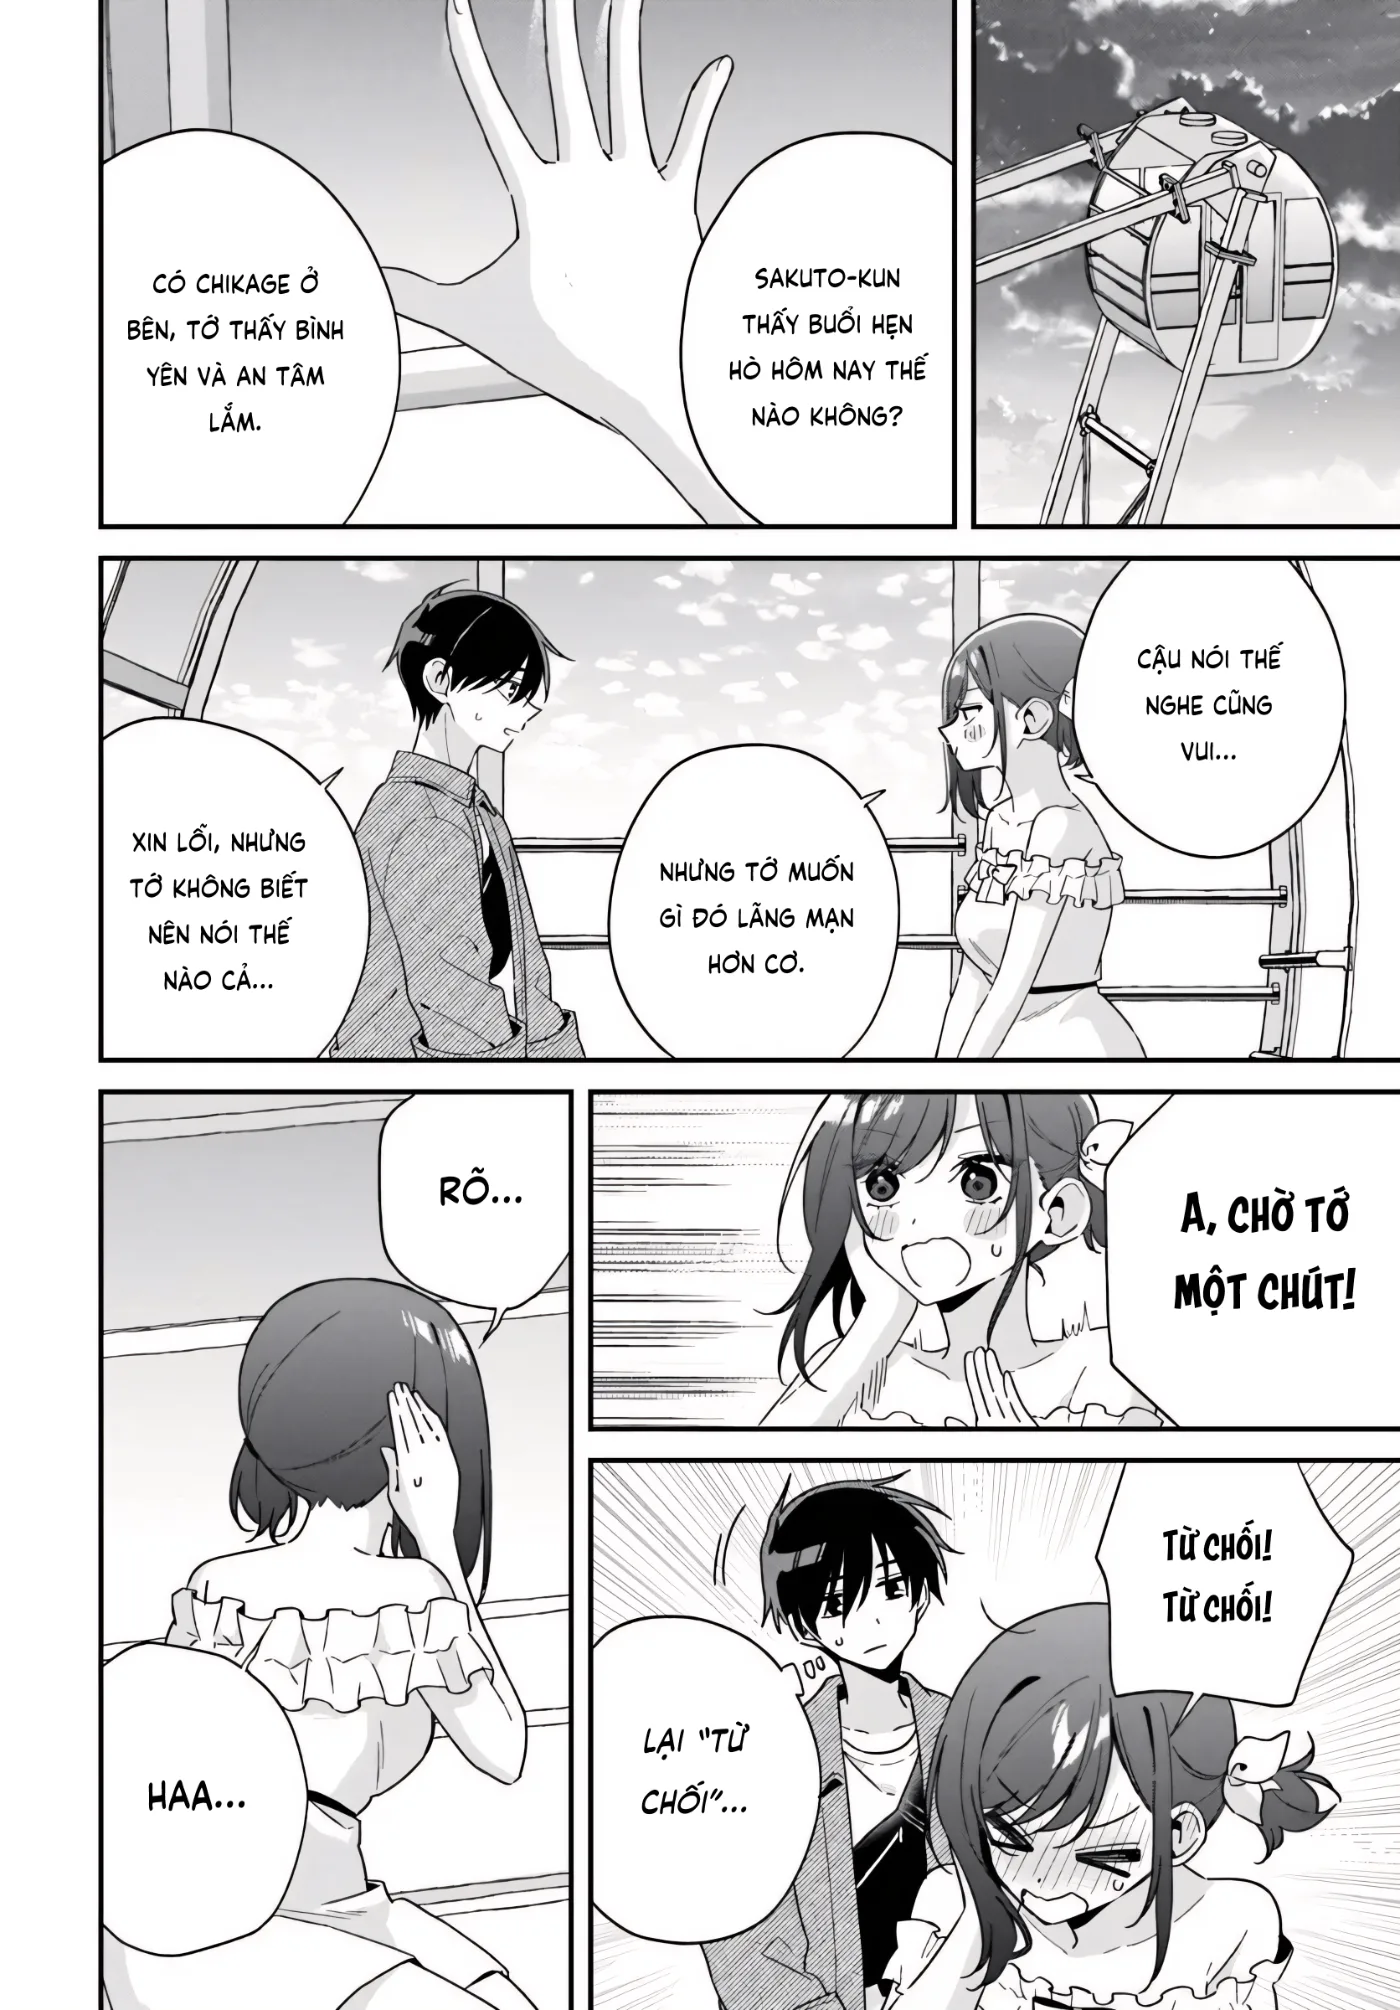 SAKUTO-KUN
THẤY BUỔI HẸN
HÒ HÔM NAY THẾ
NÀO KHÔNG?
CÓ CHIKAGE Ở
BÊN, TỚ THẤY BÌNH
YÊN VÀ AN TÂM
LẮM.
CẬU NÓI THẾ
NGHE CŨNG
VUI...
NHƯNG TỚ MUỐN
GÌ ĐÓ LÃNG MẠN
HƠN CƠ.
XIN LỖI, NHƯNG
TỚ KHÔNG BIẾT
NÊN NÓI THẾ
NÀO CẢ...
A, CHỜ TỚ
MỘT CHÚT!
TỪ CHỐI!
TỪ CHỐI!
LẠI "TỪ
CHỐI"...
RÕ...
HAA...